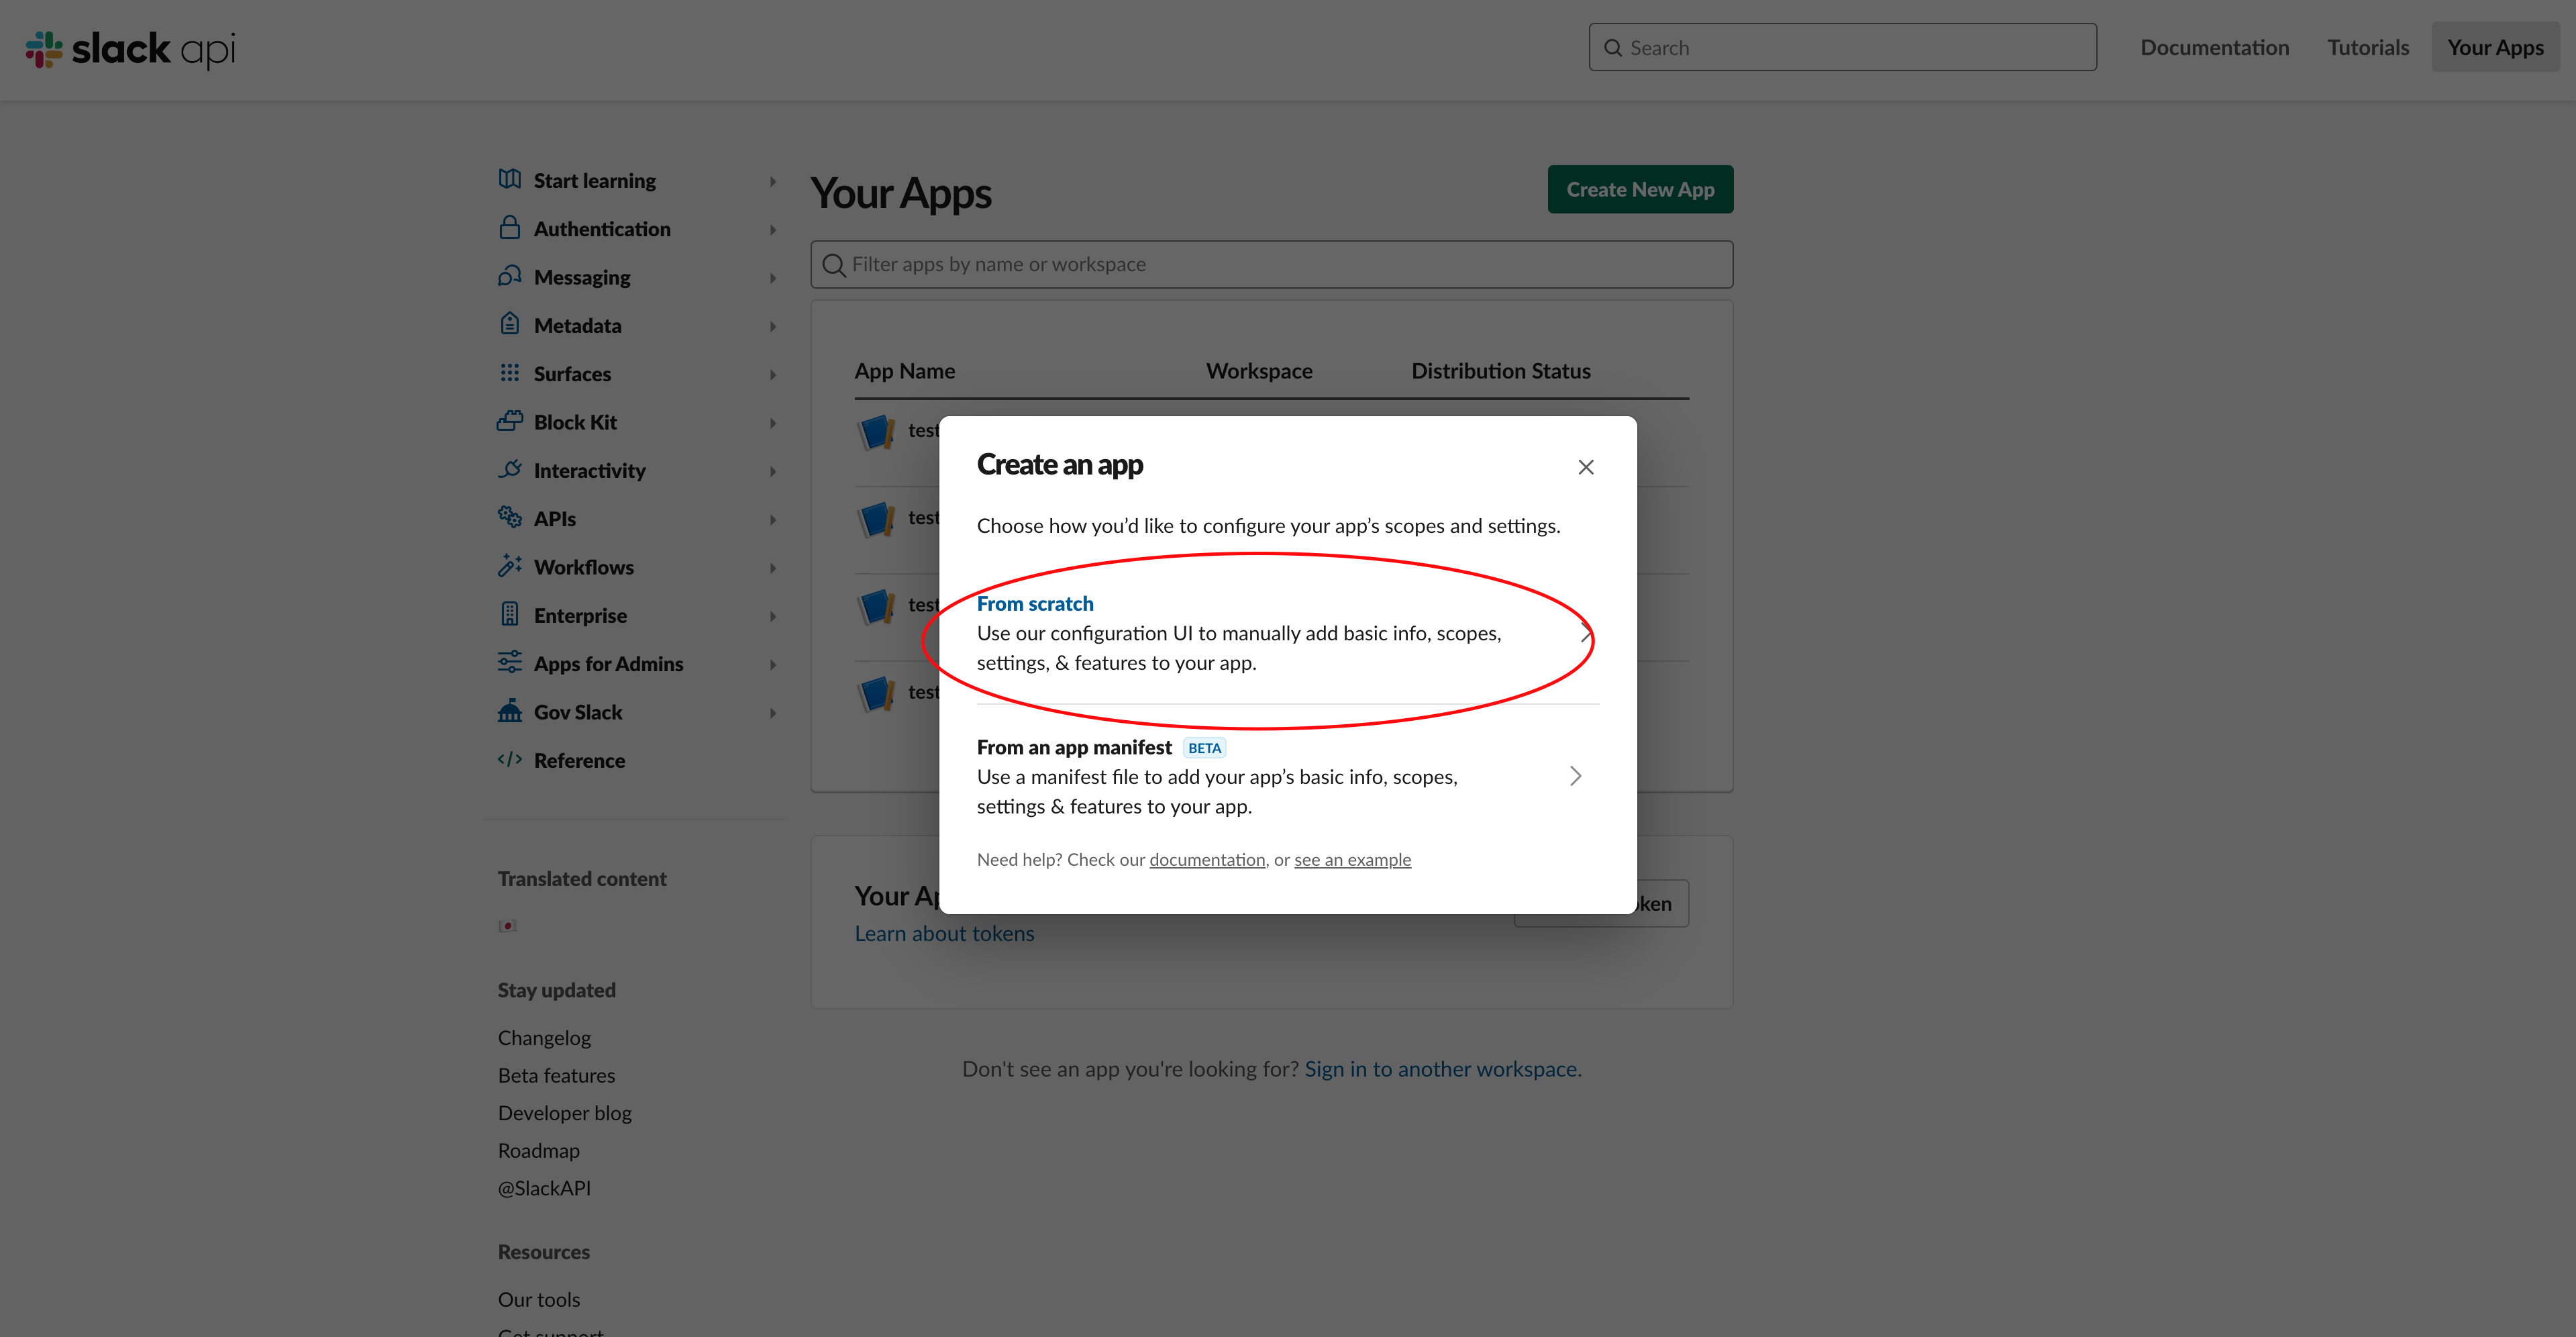 slack api
Search
Documentation
Tutorials
Your Apps
Start learning
Authentication
Messaging
Metadata
Surfaces
Block Kit
Interactivity
APIs
Workflows
Enterprise
Apps for Admins
Gov Slack
Reference
Translated content
Stay updated
Changelog
Beta features
Developer blog
Roadmap
@SlackAPI
Resources
Our tools
Your Apps
Create New App
Filter apps by name or workspace
App Name Workspace Distribution Status
test
test
test
test
Create an app
Choose how you’d like to configure your app’s scopes and settings.
From scratch
Use our configuration UI to manually add basic info, scopes,
settings, & features to your app.
From an app manifest BETA
Use a manifest file to add your app’s basic info, scopes,
settings & features to your app.
Need help? Check our documentation, or see an example
Your
Learn about tokens
Don't see an app you're looking for? Sign in to another workspace.